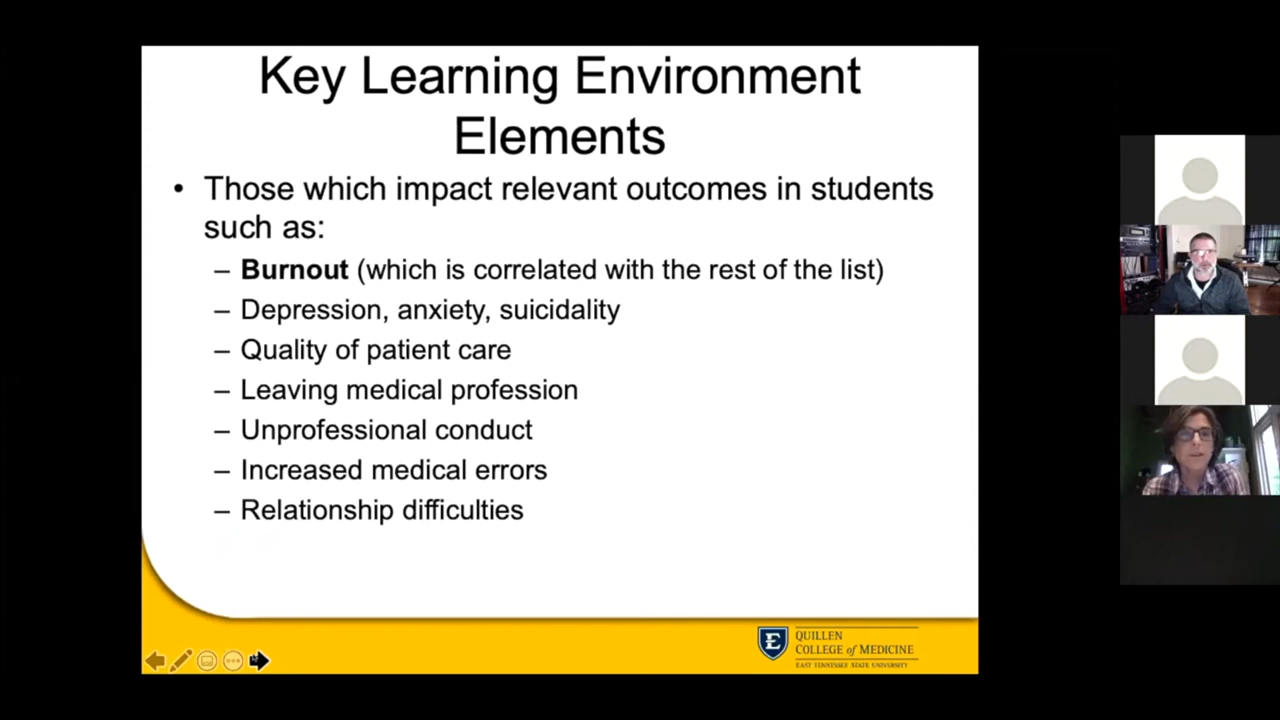 Key Learning Environment
Elements
• Those which impact relevant outcomes in students
such as:
– Burnout (which is correlated with the rest of the list)
– Depression, anxiety, suicidality
– Quality of patient care
– Leaving medical profession
– Unprofessional conduct
– Increased medical errors
– Relationship difficulties
E
QUILLEN
COLLEGE of MEDICINE
EAST TENNESSEE STATE UNIVERSITY